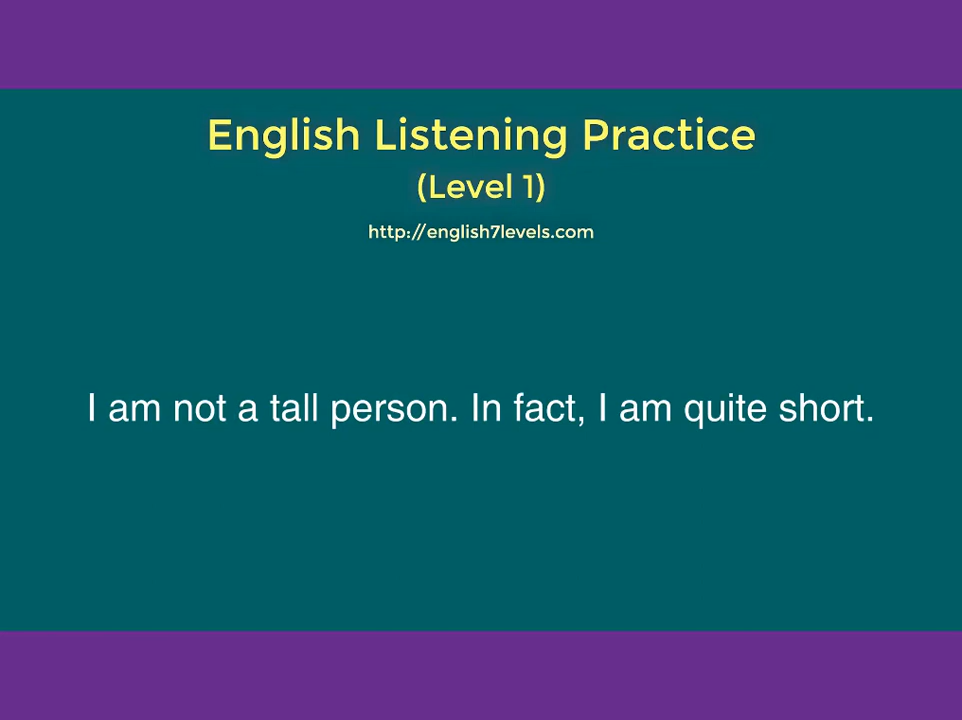 English Listening Practice
(Level 1)
http://english7levels.com
I am not a tall person. In fact, I am quite short.